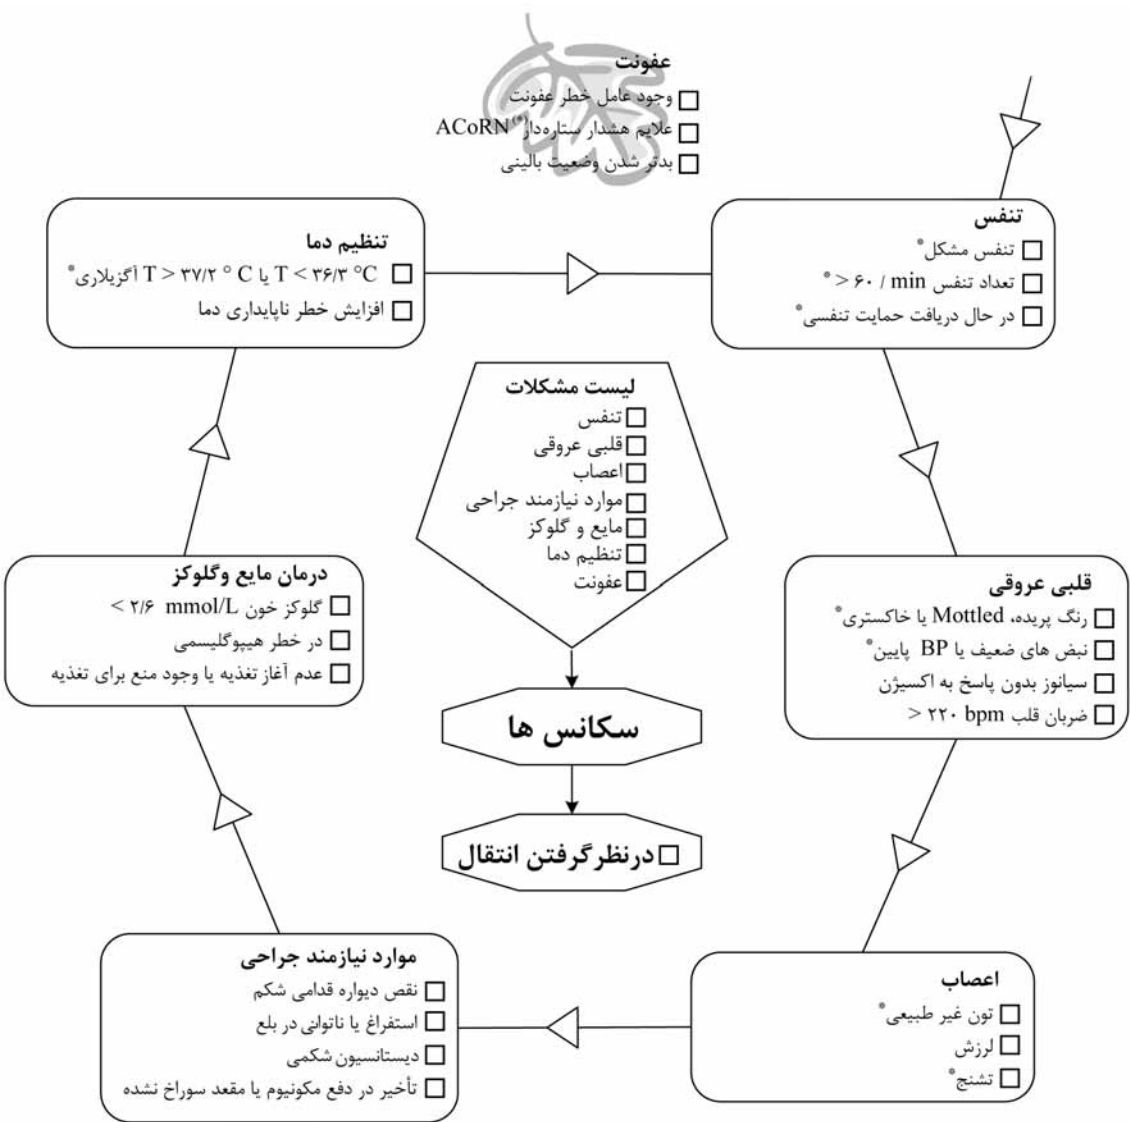 عفونت
وجود عامل خطر عفونت
علایم هشدار ستاره‌دار(*) ACoRN
بدتر شدن وضعیت بالینی
تنفس
تنفس مشکل*
تعداد تنفس > ۶۰ / min*
در حال دریافت حمایت تنفسی*
تنظیم دما
T < ۳۶/۳ °C یا T > ۳۷/۲ °C آگزیلاری*
افزایش خطر ناپایداری دما
لیست مشکلات
تنفس
قلبی عروقی
اعصاب
موارد نیازمند جراحی
مایع و گلوکز
تنظیم دما
عفونت
قلبی عروقی
رنگ پریده، Mottled یا خاکستری*
نبض های ضعیف یا BP پایین*
سیانوز بدون پاسخ به اکسیژن
ضربان قلب > ۲۲۰ bpm
درمان مایع وگلوکز
گلوکز خون < ۲/۶ mmol/L
در خطر هیپوگلیسمی
عدم آغاز تغذیه یا وجود منع برای تغذیه
سکانس ها
درنظرگرفتن انتقال
اعصاب
تون غیر طبیعی*
لرزش
تشنج*
موارد نیازمند جراحی
نقص دیواره قدامی شکم
استفراغ یا ناتوانی در بلع
دیستانسیون شکمی
تأخیر در دفع مکونیوم یا مقعد سوراخ نشده